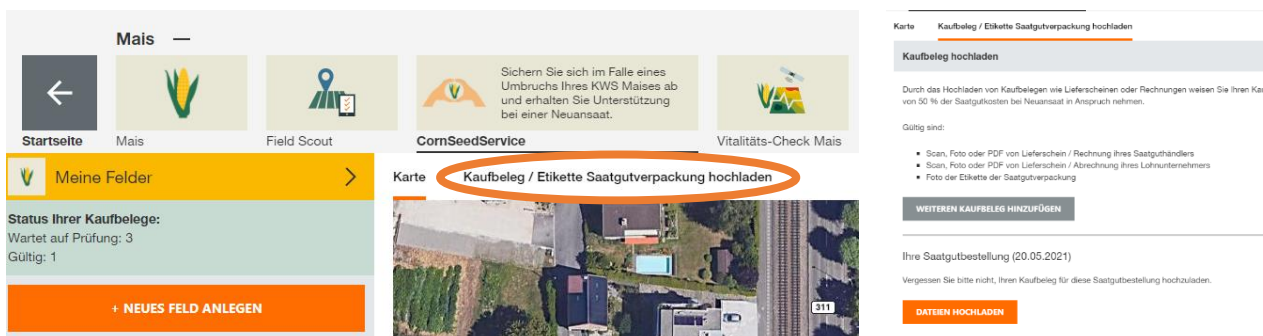 Mais —
Sichern Sie sich im Falle eines
Umbruchs Ihres KWS Maises ab
und erhalten Sie Unterstützung
bei einer Neuansaat.
Startseite
Mais
Field Scout
CornSeedService
Vitalitäts-Check Mais
Meine Felder
Status Ihrer Kaufbelege:
Wartet auf Prüfung: 3
Gültig: 1
+ NEUES FELD ANLEGEN
Karte
Kaufbeleg / Etikette Saatgutverpackung hochladen
311
Karte
Kaufbeleg / Etikette Saatgutverpackung hochladen
Kaufbeleg hochladen
Durch das Hochladen von Kaufbelegen wie Lieferscheinen oder Rechnungen weisen Sie Ihren
von 50 % der Saatgutkosten bei Neuansaat in Anspruch nehmen.
Gültig sind:
▪ Scan, Foto oder PDF von Lieferschein / Rechnung ihres Saatguthändlers
▪ Scan, Foto oder PDF von Lieferschein / Abrechnung ihres Lohnunternehmers
▪ Foto der Etikette der Saatgutverpackung
WEITEREN KAUFBELEG HINZUFÜGEN
Ihre Saatgutbestellung (20.05.2021)
Vergessen Sie bitte nicht, Ihren Kaufbeleg für diese Saatgutbestellung hochzuladen.
DATEIEN HOCHLADEN